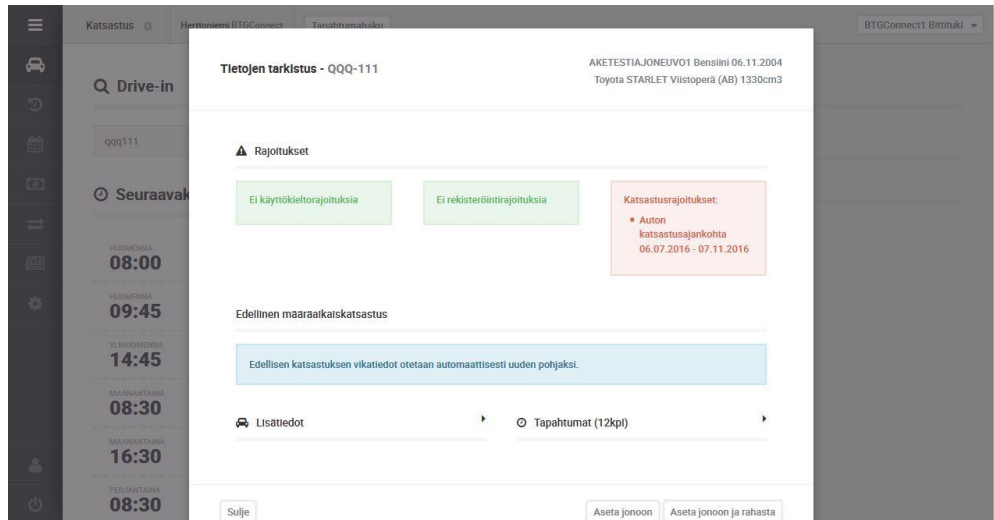 Katsastus
Herttoniemi BTGConnect
Tapahtumahaku
BTGConnect1 Bittituki
Drive-in
qqq111
Seuraavak
HUOMENNA
08:00
HUOMENNA
09:45
YLIHUOMENNA
14:45
MAANANTAINA
08:30
MAANANTAINA
16:30
PERJANTAINA
08:30
Tietojen tarkistus - QQQ-111
AKETESTIAJONEUVO1 Bensiini 06.11.2004
Toyota STARLET Viistoperä (AB) 1330cm3
Rajoitukset
Ei käyttökieltorajoituksia
Ei rekisteröintirajoituksia
Katsastusrajoitukset:
Auton
katsastusajankohta
06.07.2016 - 07.11.2016
Edellinen määräaikaiskatsastus
Edellisen katsastuksen vikatiedot otetaan automaattisesti uuden pohjaksi.
Lisätiedot
Tapahtumat (12kpl)
Sulje
Aseta jonoon
Aseta jonoon ja rahasta